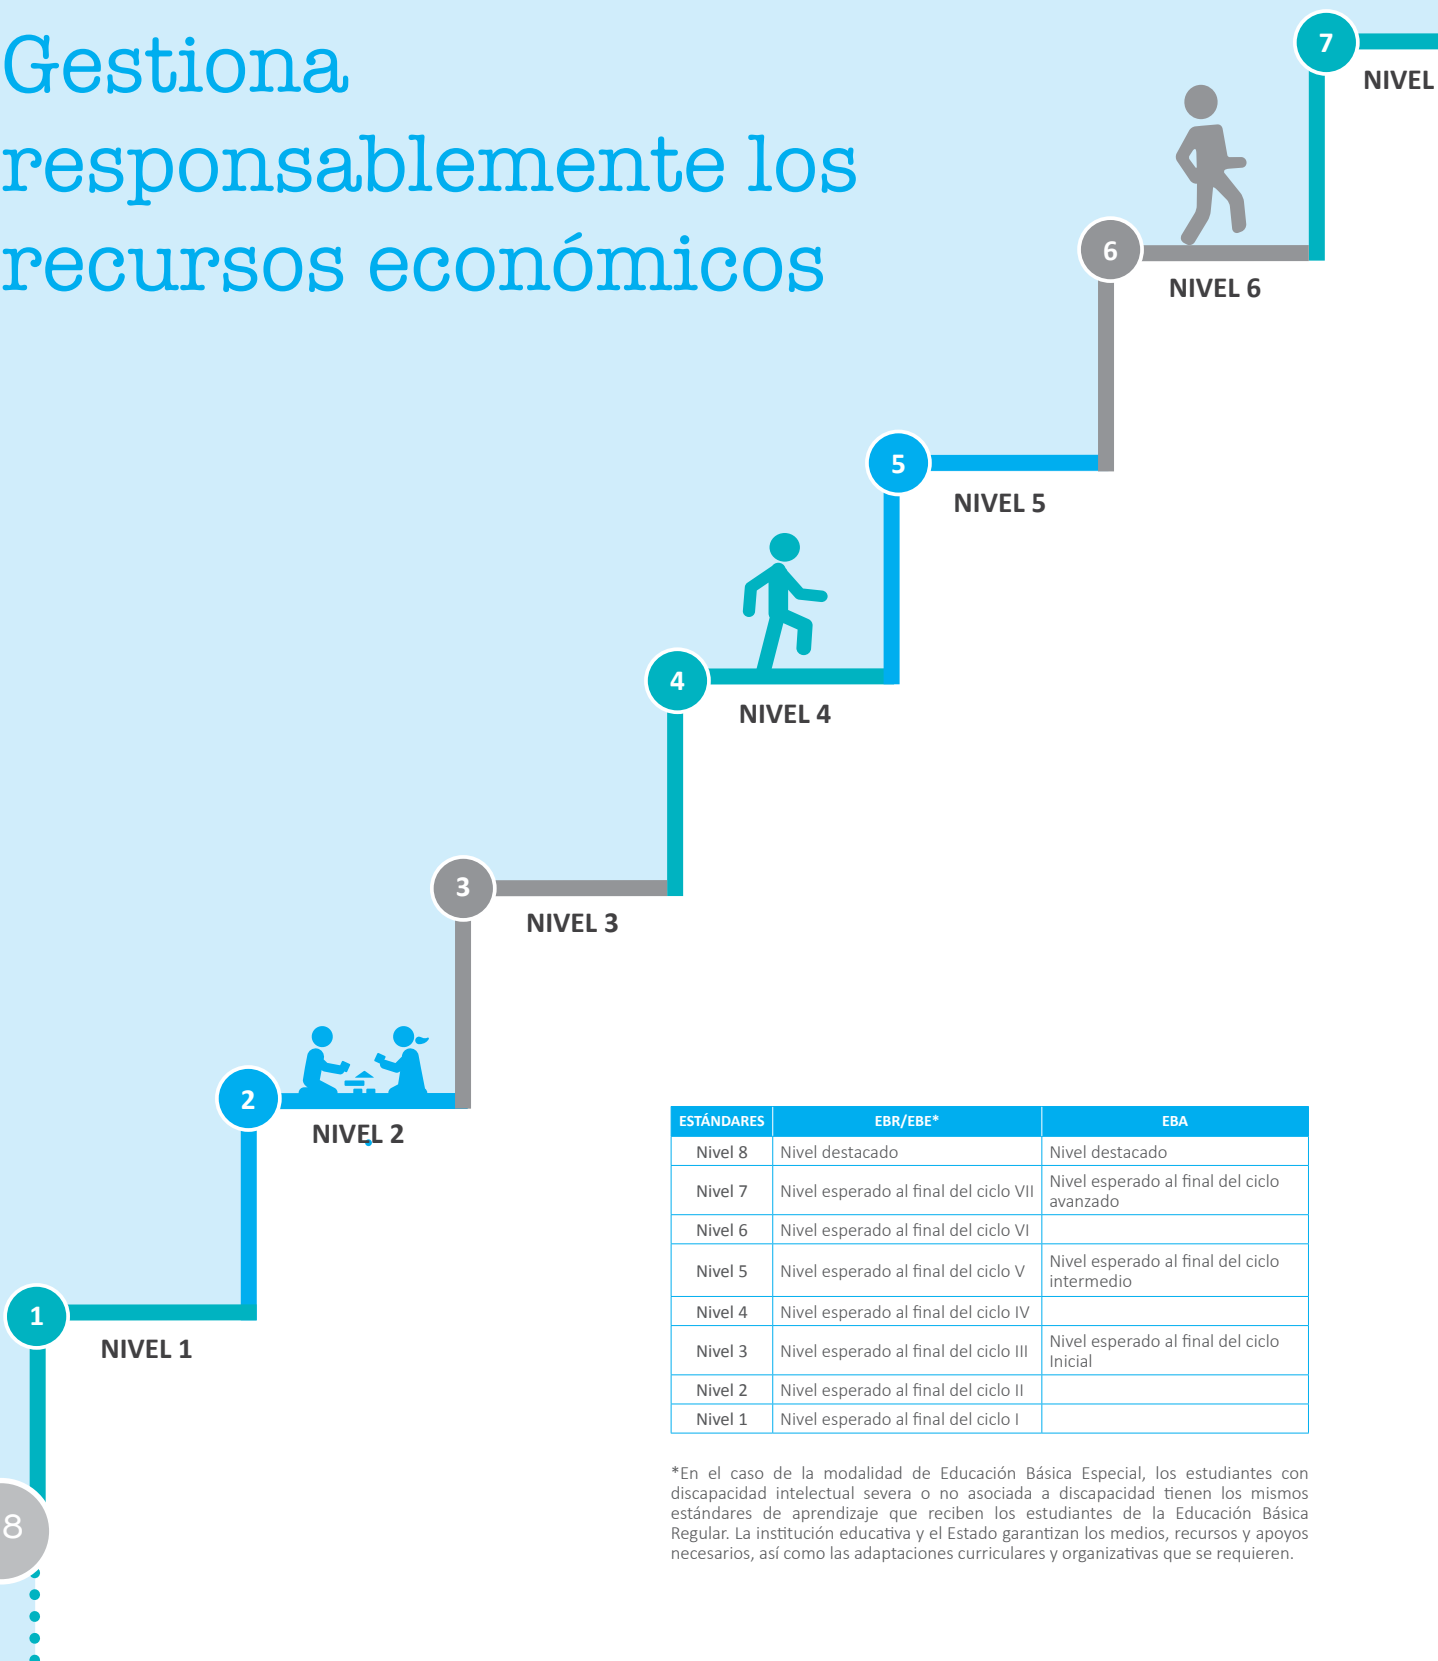 Gestiona
responsablemente los
recursos económicos
7
NIVEL
6
NIVEL 6
5
NIVEL 5
4
NIVEL 4
3
NIVEL 3
2
NIVEL 2
1
NIVEL 1
ESTÁNDARES EBR/EBE* EBA
Nivel 8 Nivel destacado Nivel destacado
Nivel 7 Nivel esperado al final del ciclo VII Nivel esperado al final del ciclo
avanzado
Nivel 6 Nivel esperado al final del ciclo VI
Nivel 5 Nivel esperado al final del ciclo V Nivel esperado al final del ciclo
intermedio
Nivel 4 Nivel esperado al final del ciclo IV
Nivel 3 Nivel esperado al final del ciclo III Nivel esperado al final del ciclo
Inicial
Nivel 2 Nivel esperado al final del ciclo II
Nivel 1 Nivel esperado al final del ciclo I
*En el caso de la modalidad de Educación Básica Especial, los estudiantes con
discapacidad intelectual severa o no asociada a discapacidad tienen los mismos
estándares de aprendizaje que reciben los estudiantes de la Educación Básica
Regular. La institución educativa y el Estado garantizan los medios, recursos y apoyos
necesarios, así como las adaptaciones curriculares y organizativas que se requieren.
8